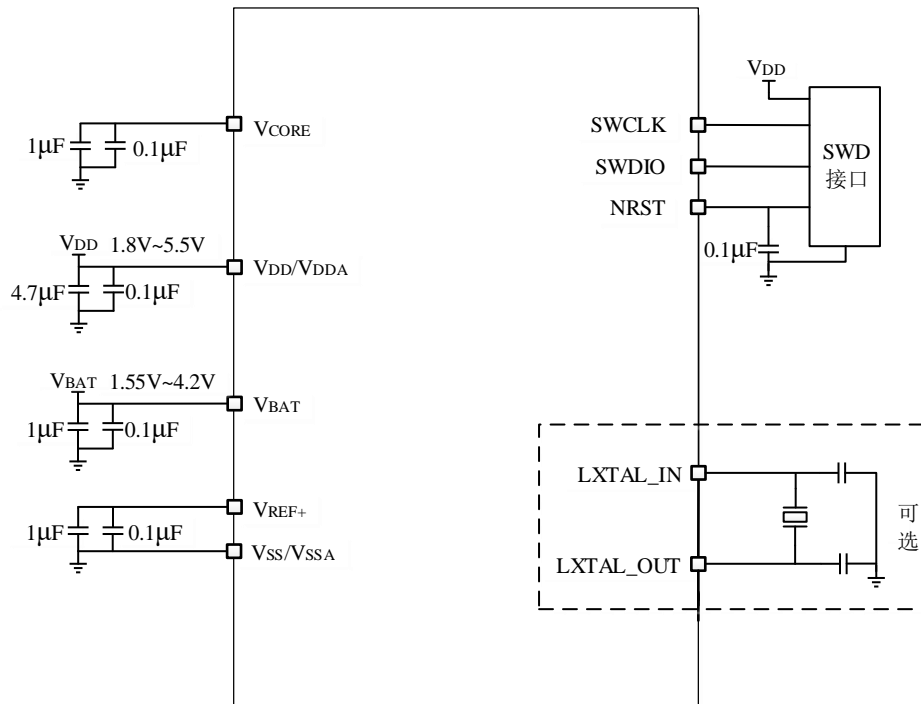 VCORE
1μF
0.1μF
VDD 1.8V~5.5V
VDD/VDDA
4.7μF
0.1μF
VBAT 1.55V~4.2V
VBAT
1μF
0.1μF
VREF+
1μF
0.1μF
VSS/VSSA
VDD
SWCLK
SWDIO
NRST
SWD
接口
0.1μF
LXTAL_IN
LXTAL_OUT
可
选